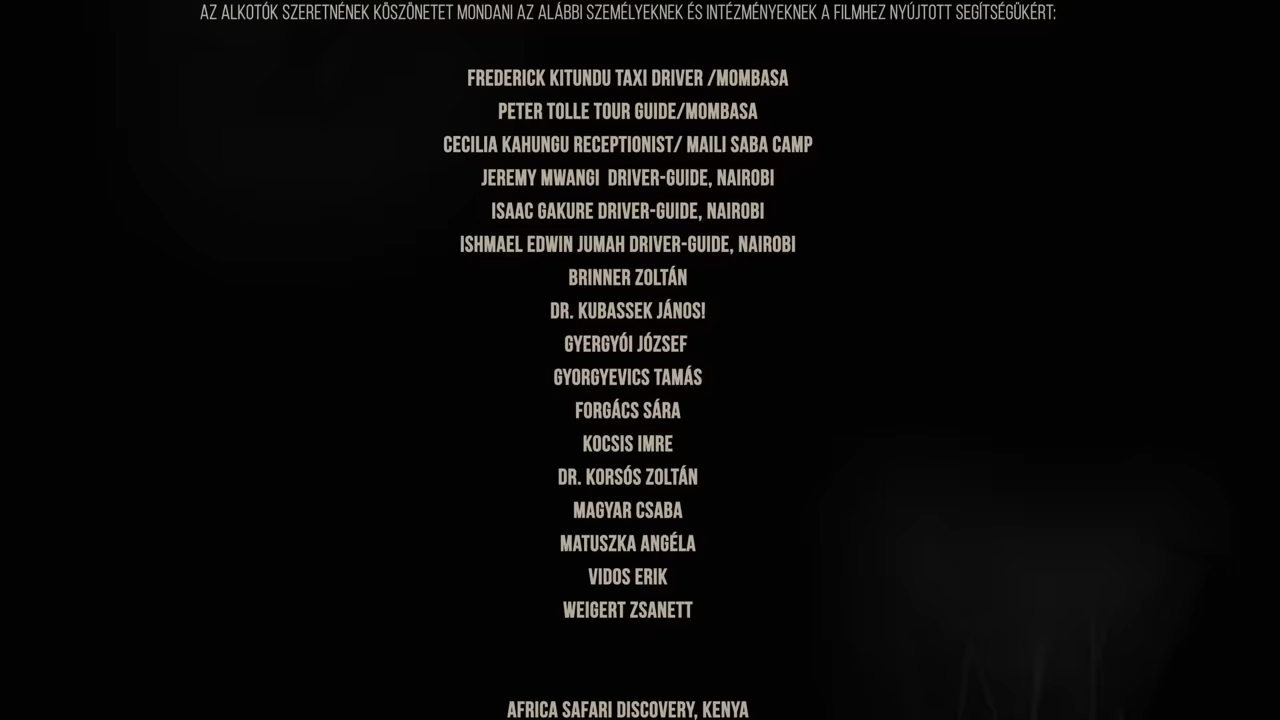 AZ ALKOTÓK SZERETNÉNEK KÖSZÖNETET MONDANI AZ ALÁBBI SZEMÉLYEKNEK ÉS INTÉZMÉNYEKNEK A FILMHEZ NYÚJTOTT SEGÍTSÉGÜKÉRT:
FREDERICK KITUNDU TAXI DRIVER /MOMBASA
PETER TOLLE TOUR GUIDE/MOMBASA
CECILIA KAHUNGU RECEPTIONIST/ MAILI SABA CAMP
JEREMY MWANGI  DRIVER-GUIDE, NAIROBI
ISAAC GAKURE DRIVER-GUIDE, NAIROBI
ISHMAEL EDWIN JUMAH DRIVER-GUIDE, NAIROBI
BRINNER ZOLTÁN
DR. KUBASSEK JÁNOS!
GYERGYÓI JÓZSEF
GYORGYEVICS TAMÁS
FORGÁCS SÁRA
KOCSIS IMRE
DR. KORSÓS ZOLTÁN
MAGYAR CSABA
MATUSZKA ANGÉLA
VIDOS ERIK
WEIGERT ZSANETT
AFRICA SAFARI DISCOVERY, KENYA